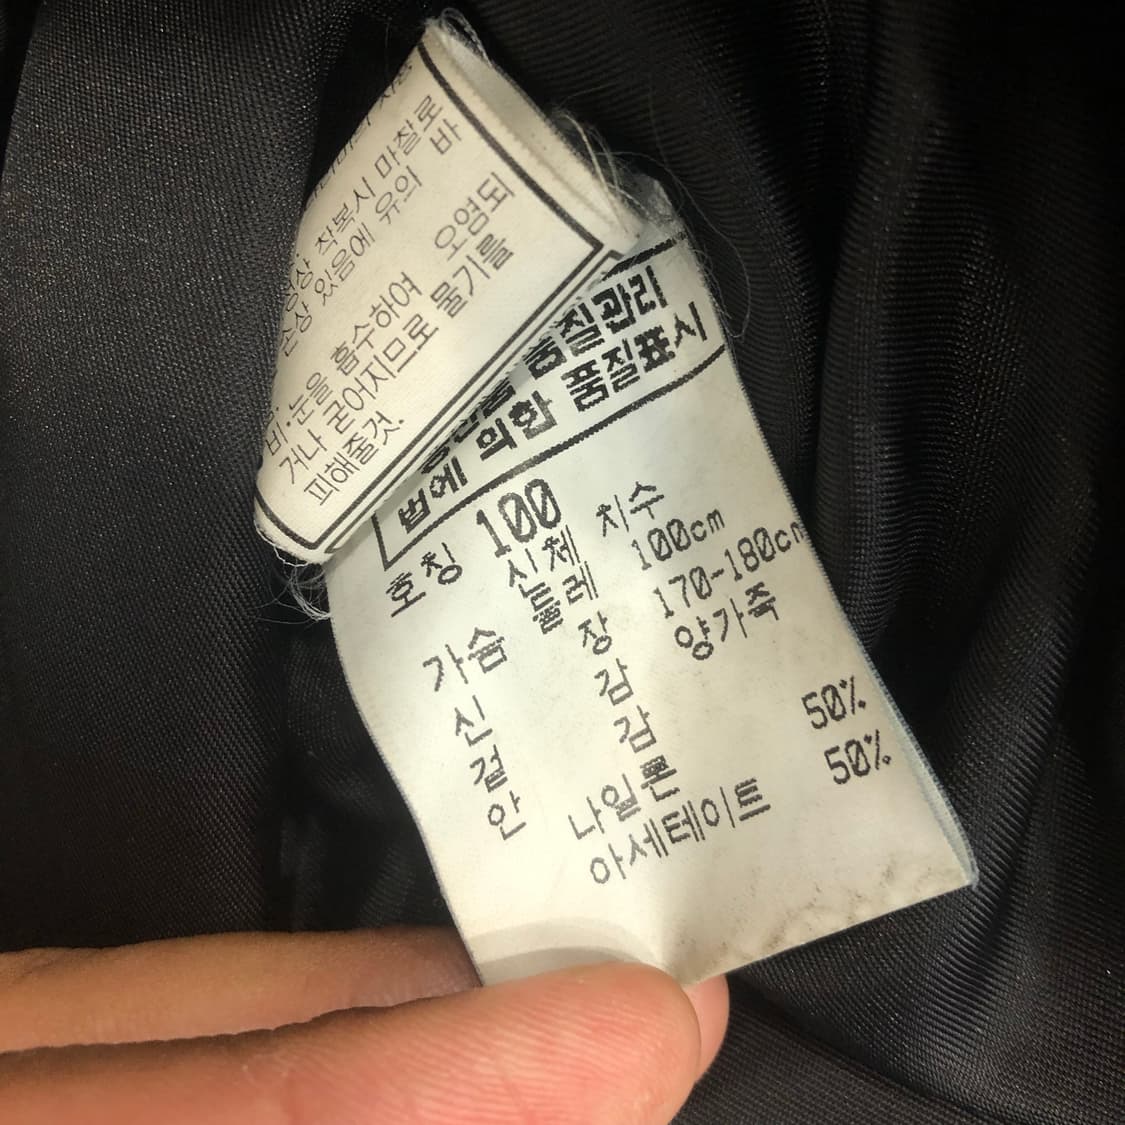 착복시 마찰로
손상 있음에 유의 바
비·눈을 흡수하여 오염되
거나 굳어지므로 물기를
피해줄것.
품질관리
법에 의한 품질표시
호칭 100
신체 치수
가슴 둘레 100cm
신 장 170-180cm
겉 감 양가죽
안 감
나일론 50%
아세테이트 50%